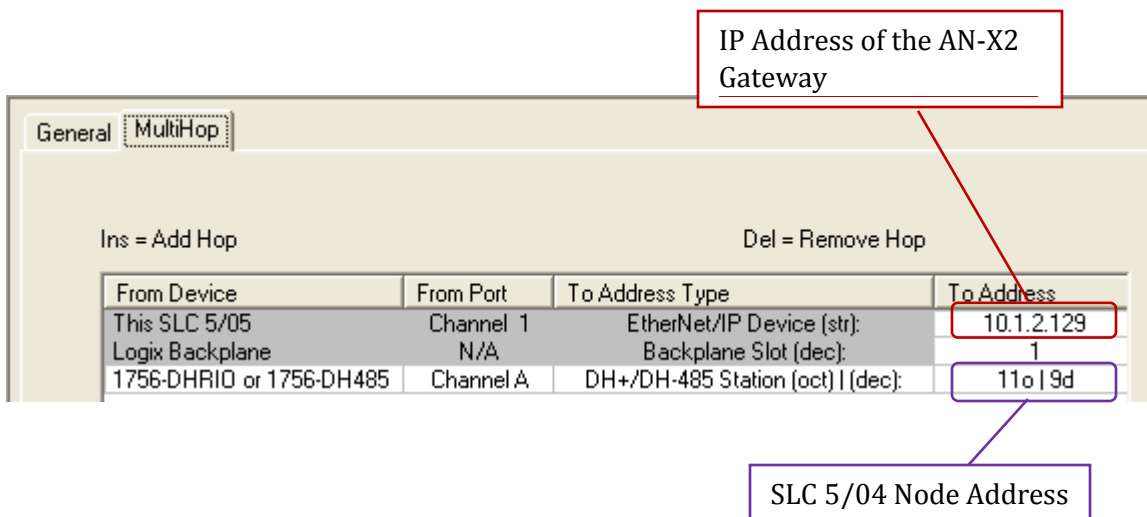 IP Address of the AN-X2
Gateway
General MultiHop
Ins = Add Hop Del = Remove Hop
From Device From Port To Address Type To Address
This SLC 5/05 Channel 1 EtherNet/IP Device (str): 10.1.2.129
Logix Backplane N/A Backplane Slot (dec): 1
1756-DHRIO or 1756-DH485 Channel A DH+/DH-485 Station (oct) | (dec): 11o | 9d
SLC 5/04 Node Address